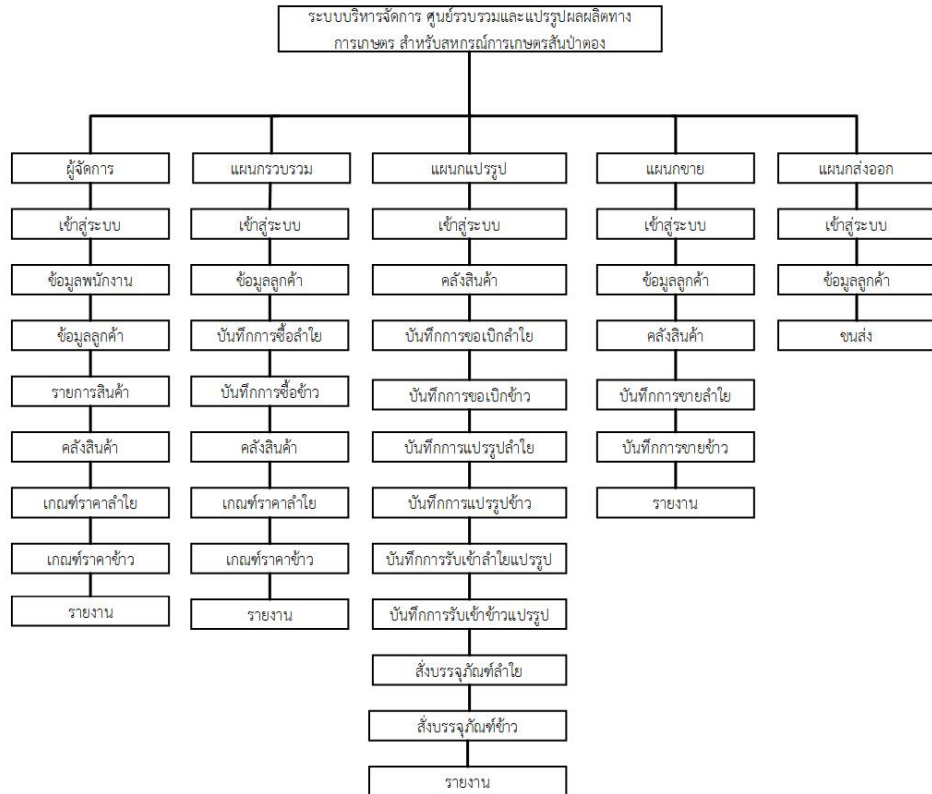 ระบบบริหารจัดการ ศูนย์รวบรวมและแปรรูปผลผลิตทาง
การเกษตร สำหรับสหกรณ์การเกษตรสันป่าตอง
ผู้จัดการ
เข้าสู่ระบบ
ข้อมูลพนักงาน
ข้อมูลลูกค้า
รายการสินค้า
คลังสินค้า
เกณฑ์ราคาลำใย
เกณฑ์ราคาข้าว
รายงาน
แผนกรวบรวม
เข้าสู่ระบบ
ข้อมูลลูกค้า
บันทึกการซื้อลำใย
บันทึกการซื้อข้าว
คลังสินค้า
เกณฑ์ราคาลำใย
เกณฑ์ราคาข้าว
รายงาน
แผนกแปรรูป
เข้าสู่ระบบ
คลังสินค้า
บันทึกการขอเบิกลำใย
บันทึกการขอเบิกข้าว
บันทึกการแปรรูปลำใย
บันทึกการแปรรูปข้าว
บันทึกการรับเข้าลำใยแปรรูป
บันทึกการรับเข้าข้าวแปรรูป
สั่งบรรจุภัณฑ์ลำใย
สั่งบรรจุภัณฑ์ข้าว
รายงาน
แผนกขาย
เข้าสู่ระบบ
ข้อมูลลูกค้า
คลังสินค้า
บันทึกการขายลำใย
บันทึกการขายข้าว
รายงาน
แผนกส่งออก
เข้าสู่ระบบ
ข้อมูลลูกค้า
ขนส่ง